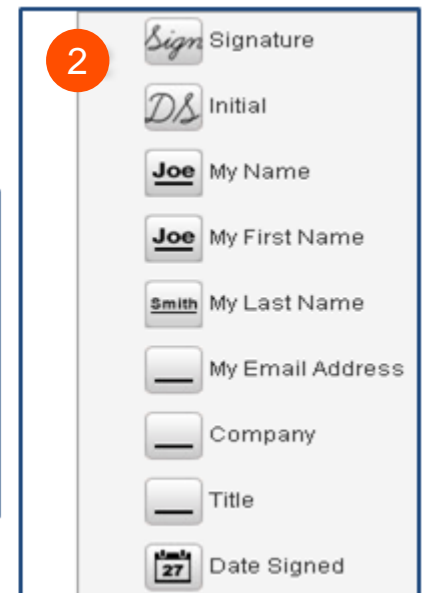 2
Sign Signature
DS Initial
Joe My Name
Joe My First Name
Smith My Last Name
My Email Address
Company
Title
27 Date Signed